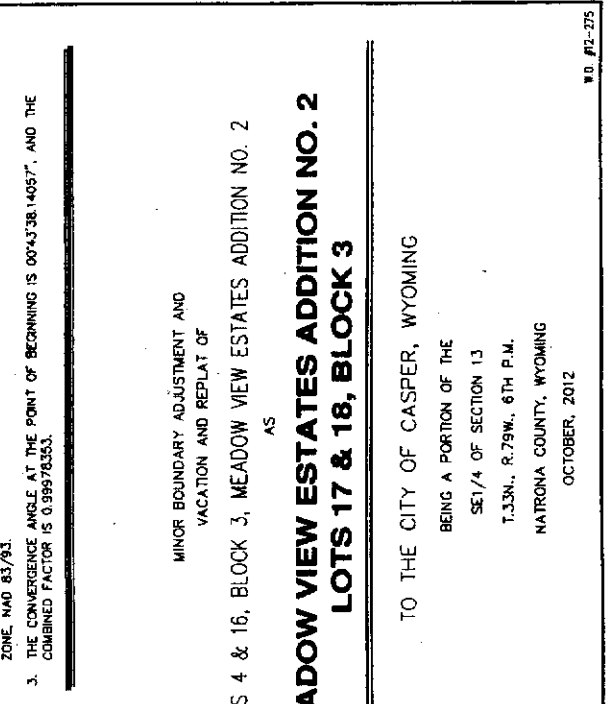 ZONE, NAD 83/93.
3. THE CONVERGENCE ANGLE AT THE POINT OF BEGINNING IS 00°43'38.14057", AND THE
COMBINED FACTOR IS 0.99978353.
MINOR BOUNDARY ADJUSTMENT AND
VACATION AND REPLAT OF
S 4 & 16, BLOCK 3, MEADOW VIEW ESTATES ADDITION NO. 2
AS
ADOW VIEW ESTATES ADDITION NO. 2
LOTS 17 & 18, BLOCK 3
TO THE CITY OF CASPER, WYOMING
BEING A PORTION OF THE
SE1/4 OF SECTION 13
T.33N., R.79W., 6TH P.M.
NATRONA COUNTY, WYOMING
OCTOBER, 2012
W.O. #12-275